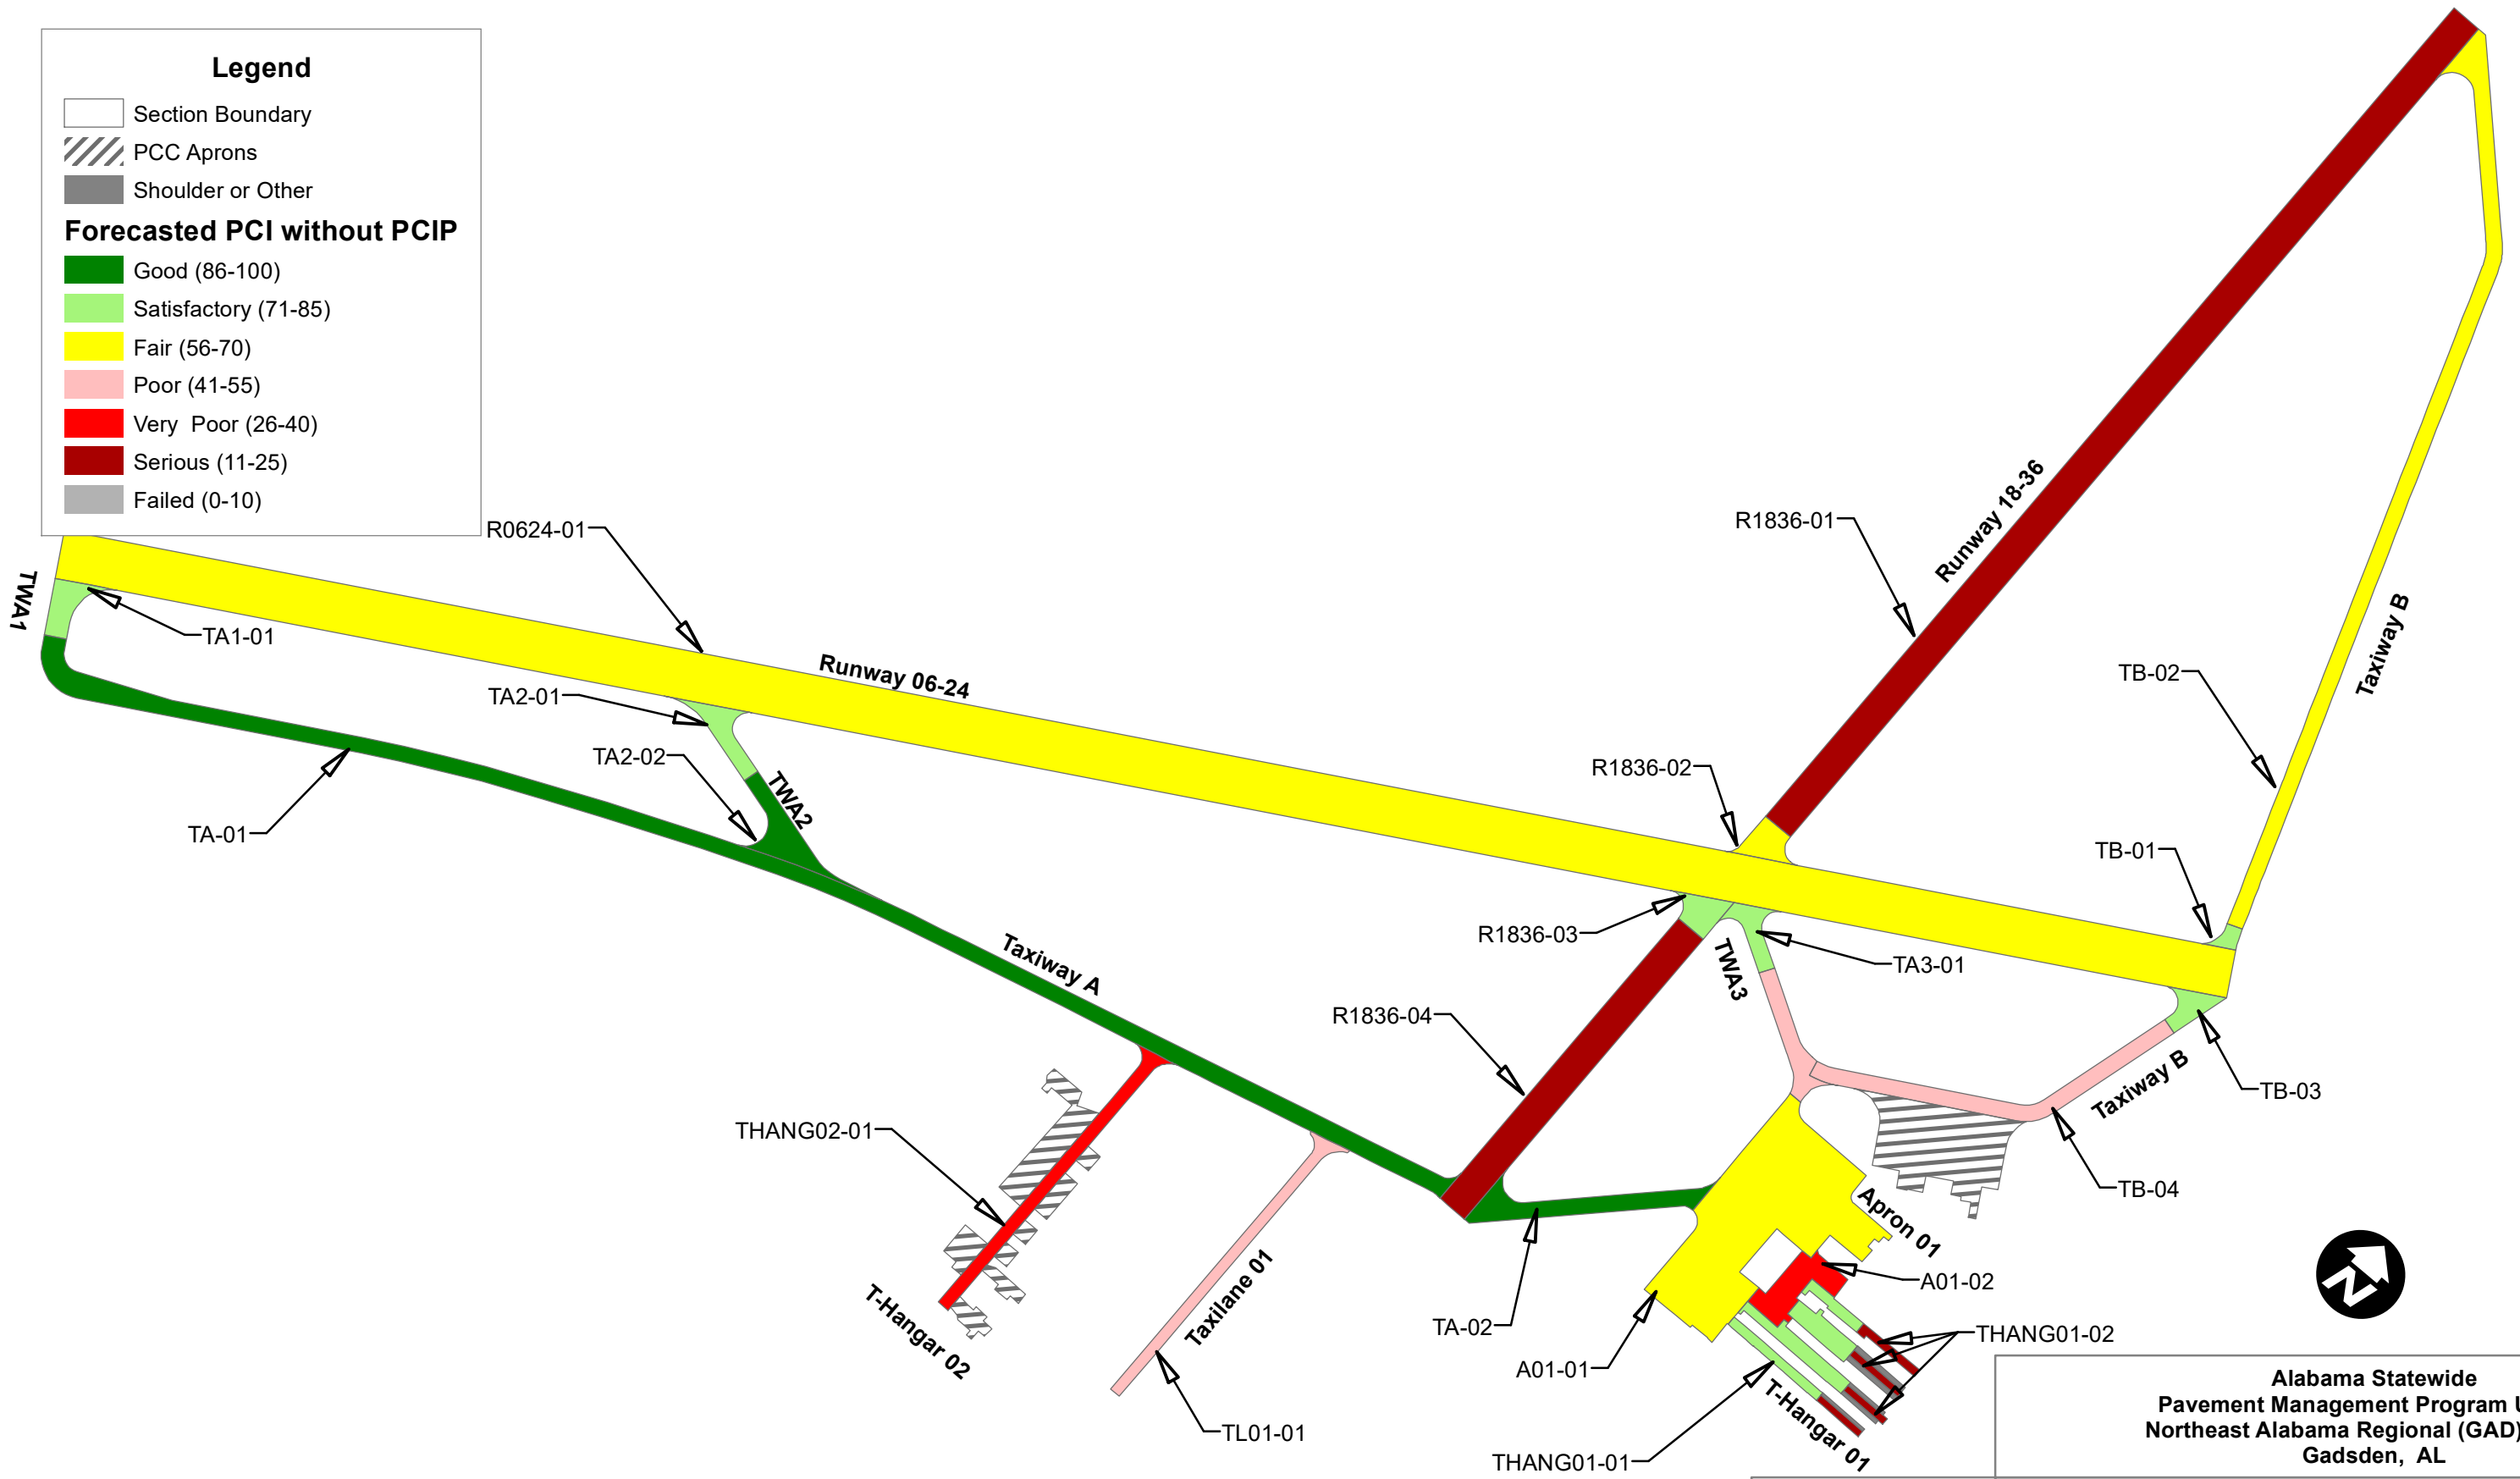 Legend
Section Boundary
PCC Aprons
Shoulder or Other
Forecasted PCI without PCIP
Good (86-100)
Satisfactory (71-85)
Fair (56-70)
Poor (41-55)
Very Poor (26-40)
Serious (11-25)
Failed (0-10)
R0624-01
R1836-01
Runway 18-36
TWA1
TA1-01
Runway 06-24
TA2-01
TA2-02
TWA2
TA-01
Taxiway B
TB-02
R1836-02
TB-01
R1836-03
TWA3
TA3-01
Taxiway A
R1836-04
Taxiway B
TB-03
THANG02-01
TB-04
Apron 01
A01-02
T-Hangar 02
Taxilane 01
TA-02
THANG01-02
A01-01
TL01-01
T-Hangar 01
THANG01-01
N
Alabama Statewide
Pavement Management Program
Northeast Alabama Regional (GAD)
Gadsden, AL